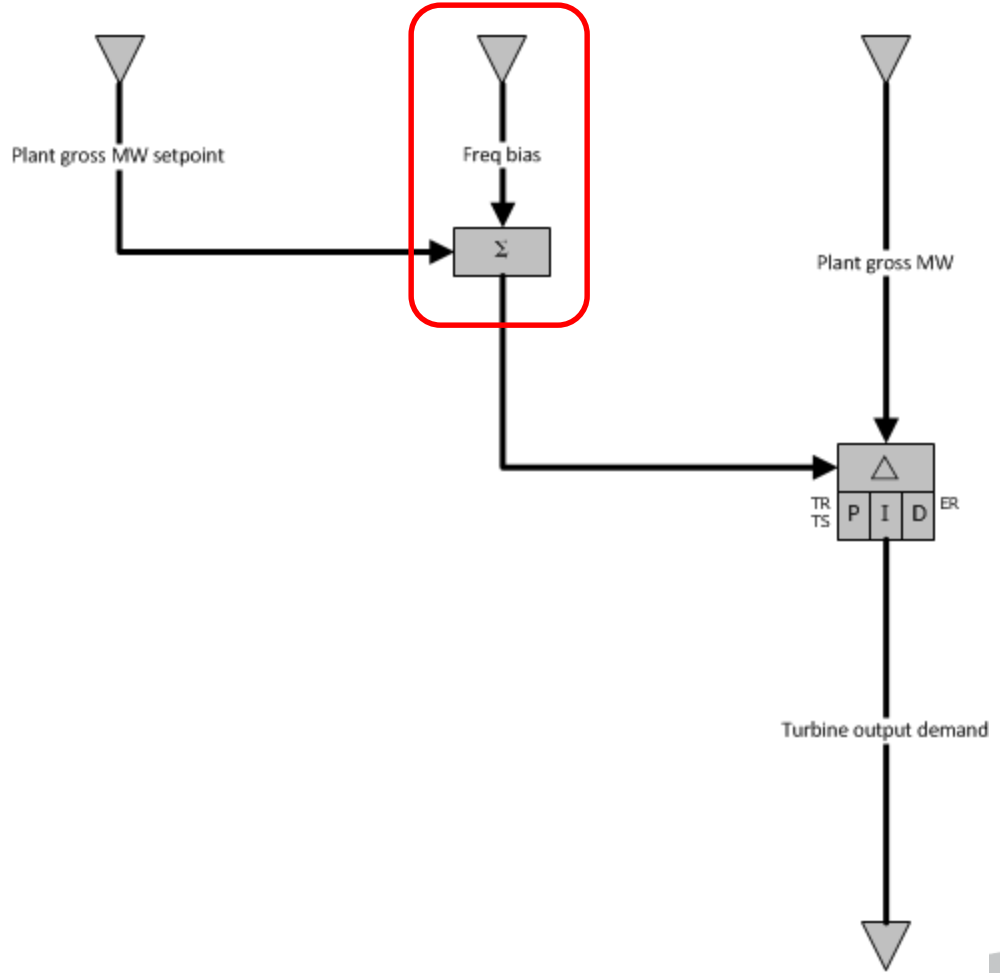 Plant gross MW setpoint
Freq bias
Σ
Plant gross MW
△
TR
TS
P I D
ER
Turbine output demand